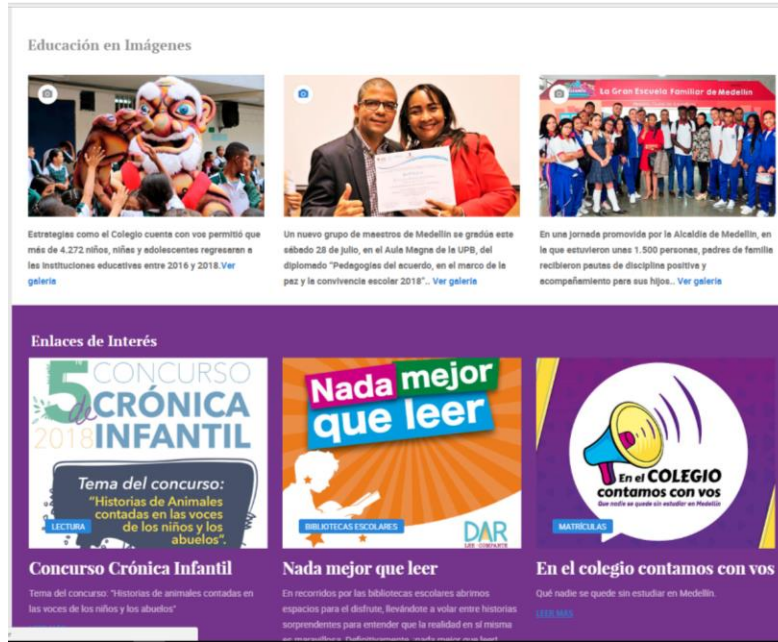 Educación en Imágenes
La Gran Escuela Familiar de Medellín
Estrategias como el Colegio cuenta con vos permitió que
más de 4.272 niños, niñas y adolescentes regresaran a
las instituciones educativas entre 2016 y 2018.Ver
galería
Un nuevo grupo de maestros de Medellín se gradúa este
sábado 28 de julio, en el Aula Magna de la UPB, del
diplomado "Pedagogías del acuerdo, en el marco de la
paz y la convivencia escolar 2018".. Ver galería
En una jornada promovida por la Alcaldía de Medellín, en
la que estuvieron unas 1.500 personas, padres de familia
recibieron pautas de disciplina positiva y
acompañamiento para sus hijos.. Ver galería
Enlaces de Interés
5 CONCURSO
de CRÓNICA
2018 INFANTIL
Tema del concurso:
"Historias de Animales
contadas en las voces
de los niños y los
abuelos".
LECTURA
Concurso Crónica Infantil
Tema del concurso: "Historias de animales contadas en
las voces de los niños y los abuelos"
Nada mejor
que leer
BIBLIOTECAS ESCOLARES
DAR
LEE Y COMPARTE
Nada mejor que leer
En recorridos por las bibliotecas escolares abrimos
espacios para el disfrute, llevándote a volar entre historias
sorprendentes para entender que la realidad en sí misma
es maravillosa. Definitivamente, ¡nada mejor que leer!
En el COLEGIO
contamos con vos
Que nadie se quede sin estudiar en Medellín
MATRÍCULAS
En el colegio contamos con vos
Qué nadie se quede sin estudiar en Medellín.
LEER MÁS